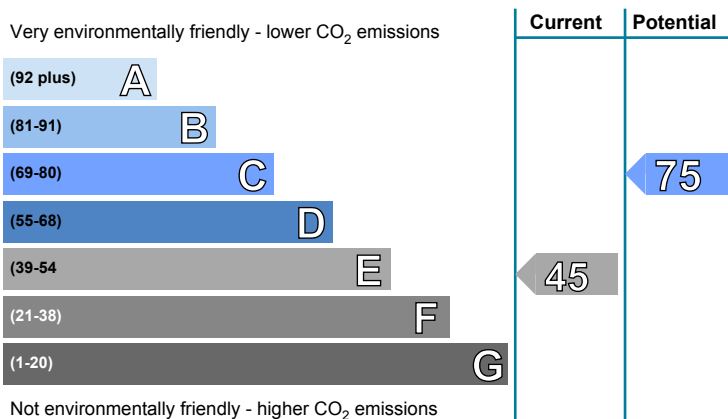 Current Potential
Very environmentally friendly - lower CO2 emissions
(92 plus) A
(81-91) B
(69-80) C 75
(55-68) D
(39-54 E 45
(21-38) F
(1-20) G
Not environmentally friendly - higher CO2 emissions